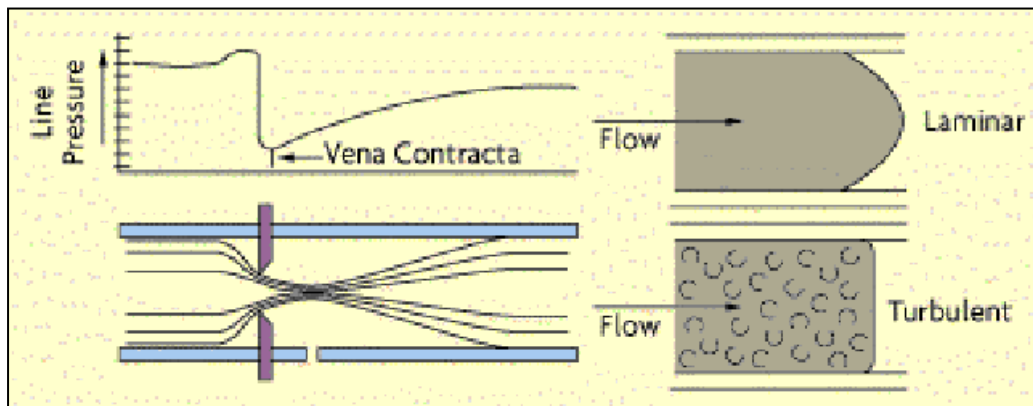 Line
Pressure
Vena Contracta
Flow
Laminar
Flow
Turbulent